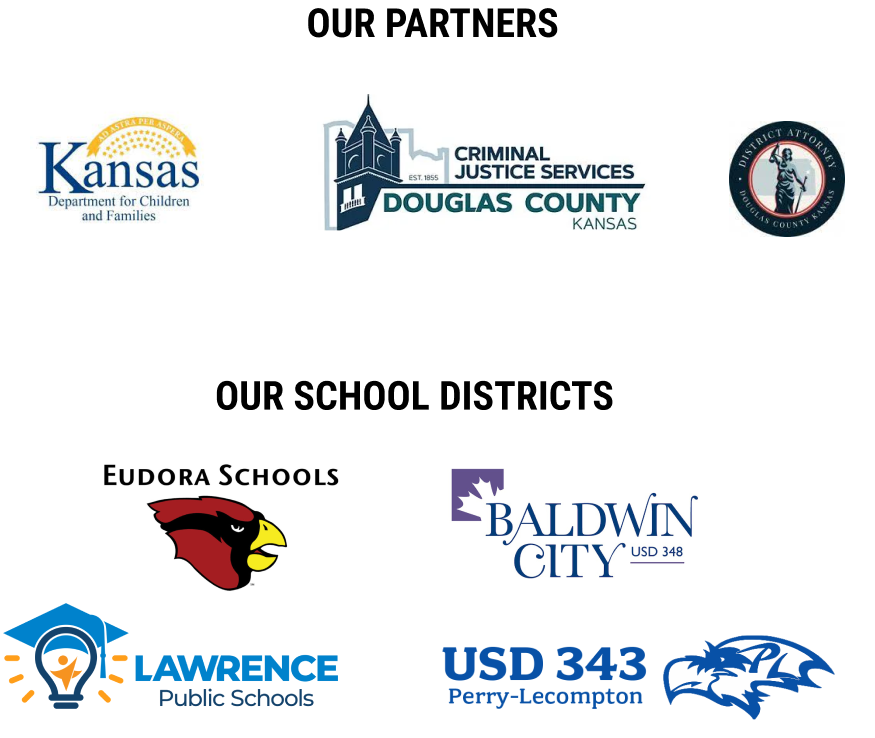 OUR PARTNERS
AD ASTRA PER ASPERA
Kansas
Department for Children
and Families
EST. 1855
CRIMINAL
JUSTICE SERVICES
DOUGLAS COUNTY
KANSAS
DISTRICT ATTORNEY
DOUGLAS COUNTY KANSAS
OUR SCHOOL DISTRICTS
EUDORA SCHOOLS
BALDWIN
CITY USD 348
LAWRENCE
Public Schools
USD 343
Perry-Lecompton
PL